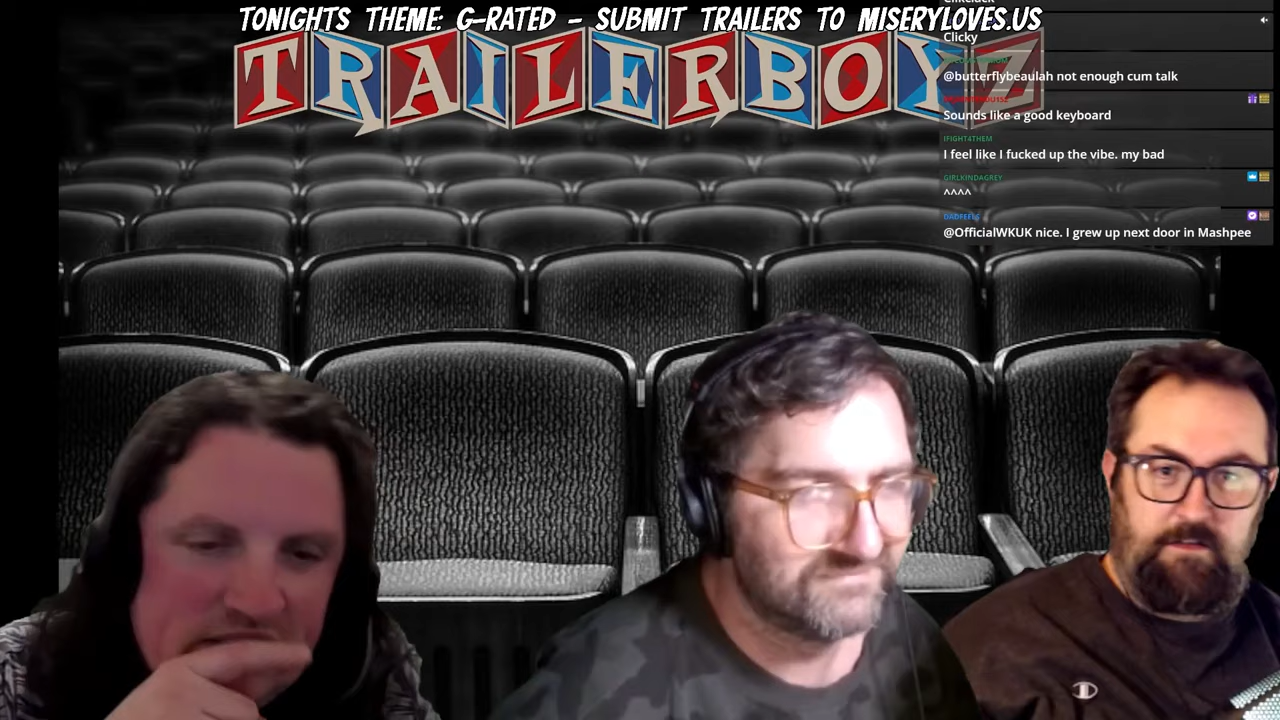 TONIGHTS THEME: G-RATED - SUBMIT TRAILERS TO MISERYLOVES.US
TRAILERBOYZ
Clicky
@butterflybeaulah not enough cum talk
Sounds like a good keyboard
IFIGHT4THEM
I feel like I fucked up the vibe. my bad
GIRLKINDAGREY
^^^^
DADFEELS
@OfficialWKUK nice. I grew up next door in Mashpee